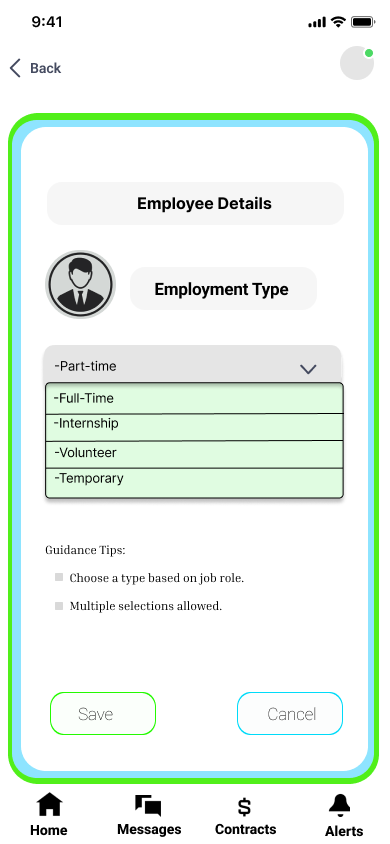 9:41
Back
Employee Details
Employment Type
-Part-time
-Full-Time
-Internship
-Volunteer
-Temporary
Guidance Tips:
Choose a type based on job role.
Multiple selections allowed.
Save Cancel
Home Messages Contracts Alerts